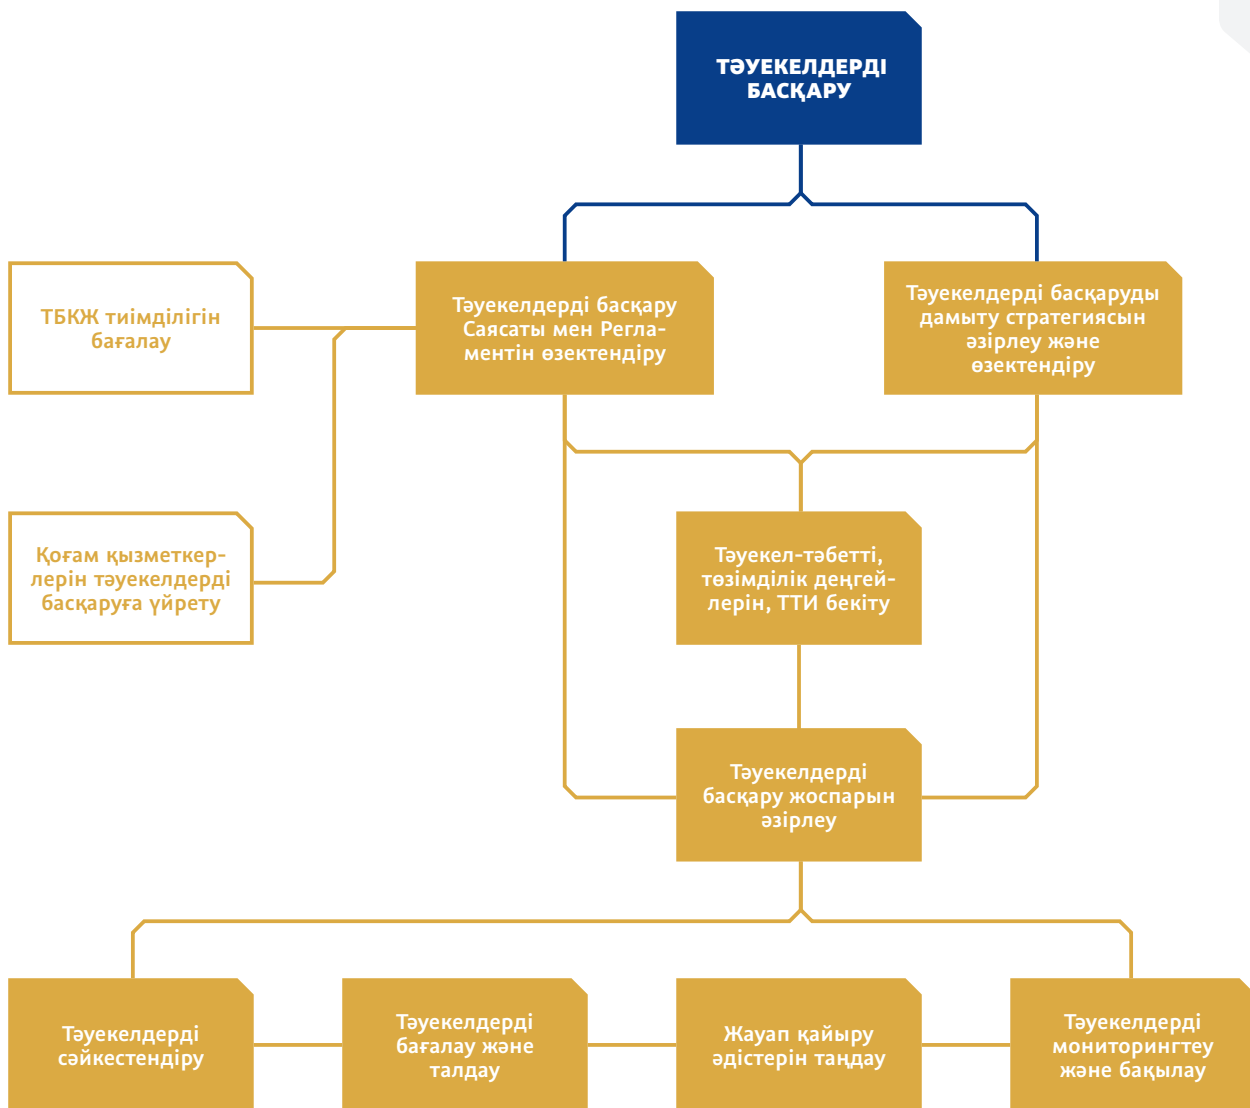 ТӘУЕКЕЛДЕРДІ
БАСҚАРУ
ТБКЖ тиімділігін
бағалау
Тәуекелдерді басқару
Саясаты мен Регла-
ментін өзектендіру
Тәуекелдерді басқаруды
дамыту стратегиясын
әзірлеу және
өзектендіру
Қоғам қызметкер-
лерін тәуекелдерді
басқаруға үйрету
Тәуекел-тәбетті,
төзімділік деңгей-
лерін, ТТИ бекіту
Тәуекелдерді
басқару жоспарын
әзірлеу
Тәуекелдерді
сәйкестендіру
Тәуекелдерді
бағалау және
талдау
Жауап қайыру
әдістерін таңдау
Тәуекелдерді
мониторингтеу
және бақылау